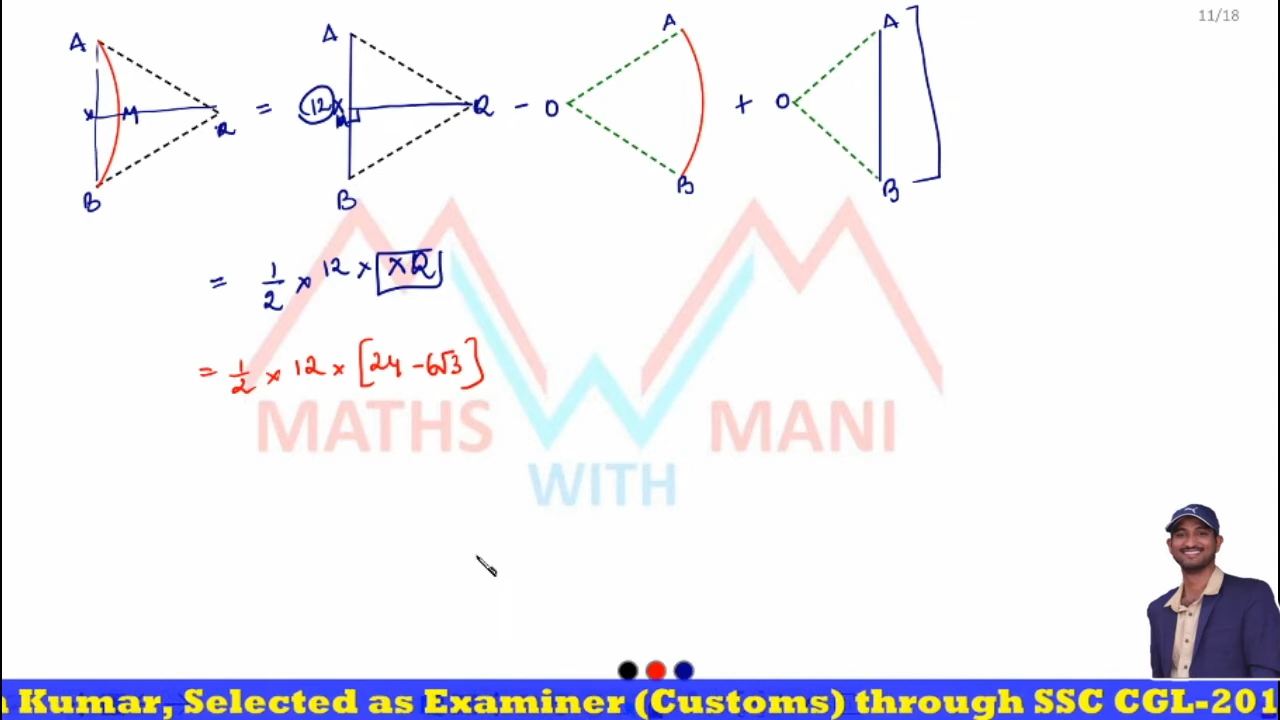 11/18
A A A A
x M Q = 12 x Q - O + O
B B B B
= 1/2 × 12 × XQ
= 1/2 × 12 × [24 - 6√3]
MATHS MANI
WITH
Kumar, Selected as Examiner (Customs) through SSC CGL-201